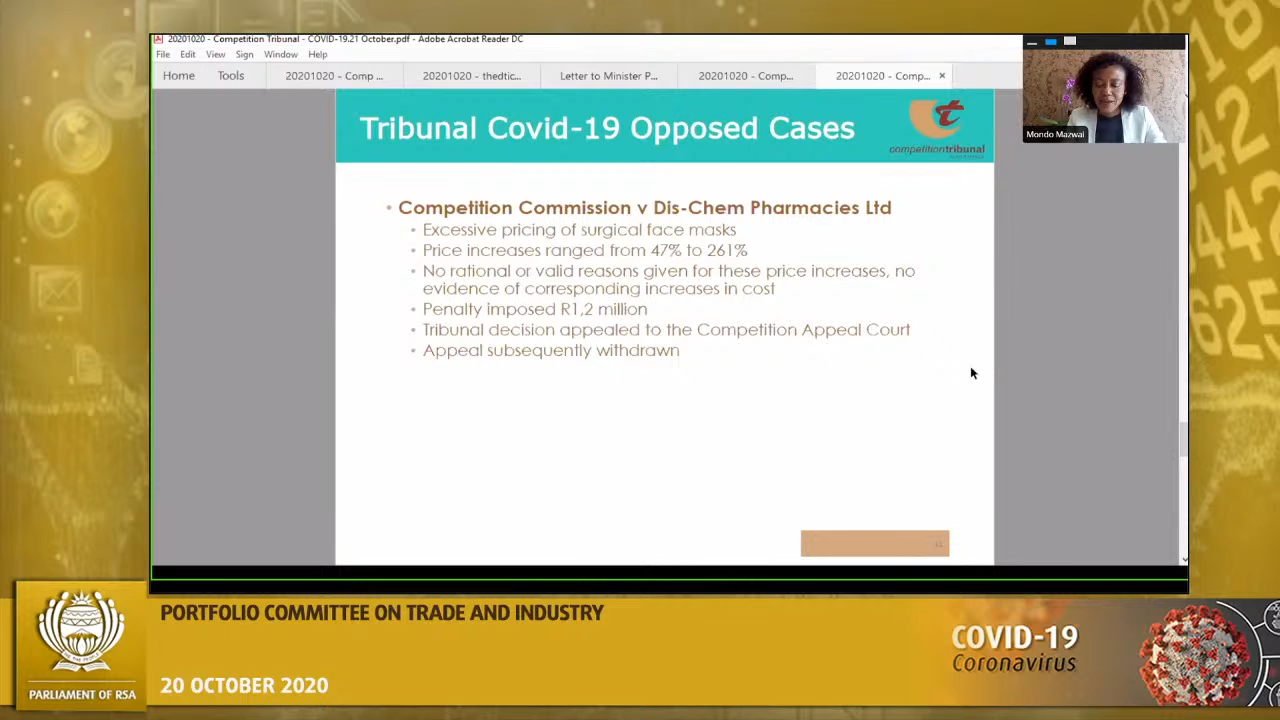 20201020 - Competition Tribunal - COVID-19.21 October.pdf - Adobe Acrobat Reader DC
File Edit View Sign Window Help
Home Tools 20201020 - Comp ... 20201020 - thedtic... Letter to Minister P... 20201020 - Comp... 20201020 - Comp... ×
Mondo Mazwai
Tribunal Covid-19 Opposed Cases
competitiontribunal
• Competition Commission v Dis-Chem Pharmacies Ltd
• Excessive pricing of surgical face masks
• Price increases ranged from 47% to 261%
• No rational or valid reasons given for these price increases, no
evidence of corresponding increases in cost
• Penalty imposed R1,2 million
• Tribunal decision appealed to the Competition Appeal Court
• Appeal subsequently withdrawn
PORTFOLIO COMMITTEE ON TRADE AND INDUSTRY
20 OCTOBER 2020
PARLIAMENT OF RSA
COVID-19
Coronavirus